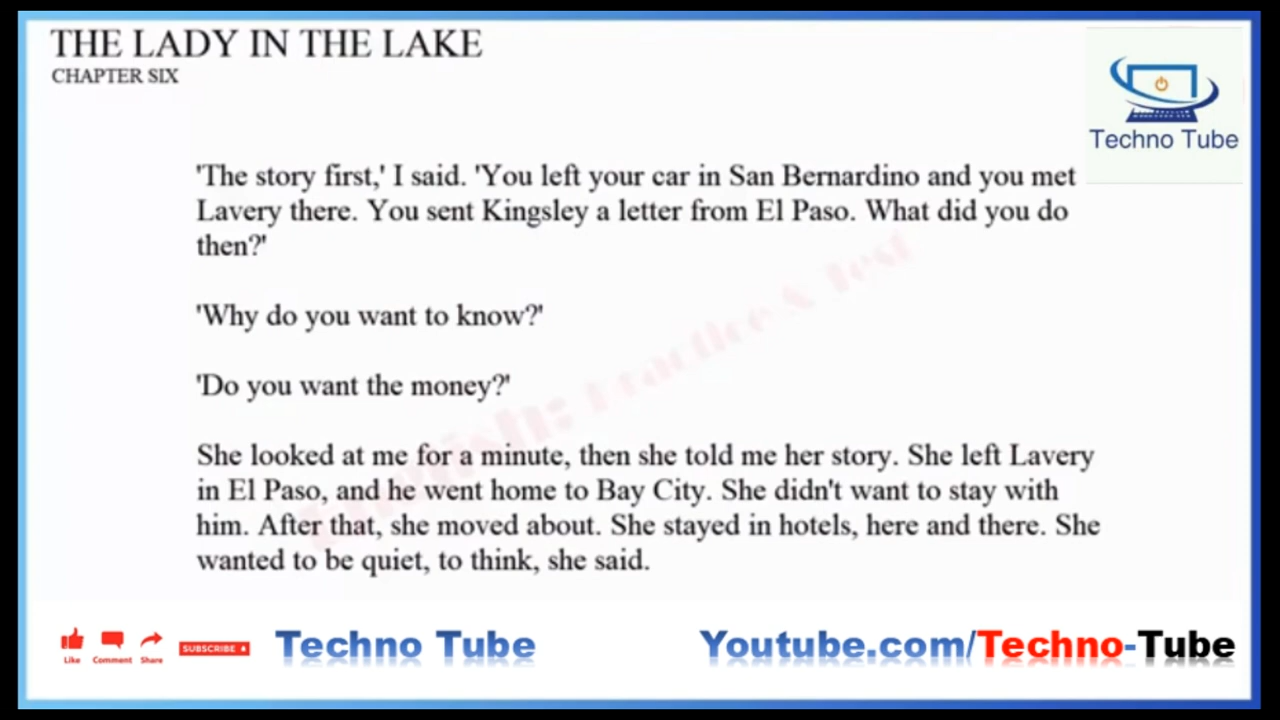 THE LADY IN THE LAKE
CHAPTER SIX
Techno Tube
'The story first,' I said. 'You left your car in San Bernardino and you met
Lavery there. You sent Kingsley a letter from El Paso. What did you do
then?'
'Why do you want to know?'
'Do you want the money?'
She looked at me for a minute, then she told me her story. She left Lavery
in El Paso, and he went home to Bay City. She didn't want to stay with
him. After that, she moved about. She stayed in hotels, here and there. She
wanted to be quiet, to think, she said.
Practice & Test
Like Comment Share SUBSCRIBE Techno Tube Youtube.com/Techno-Tube